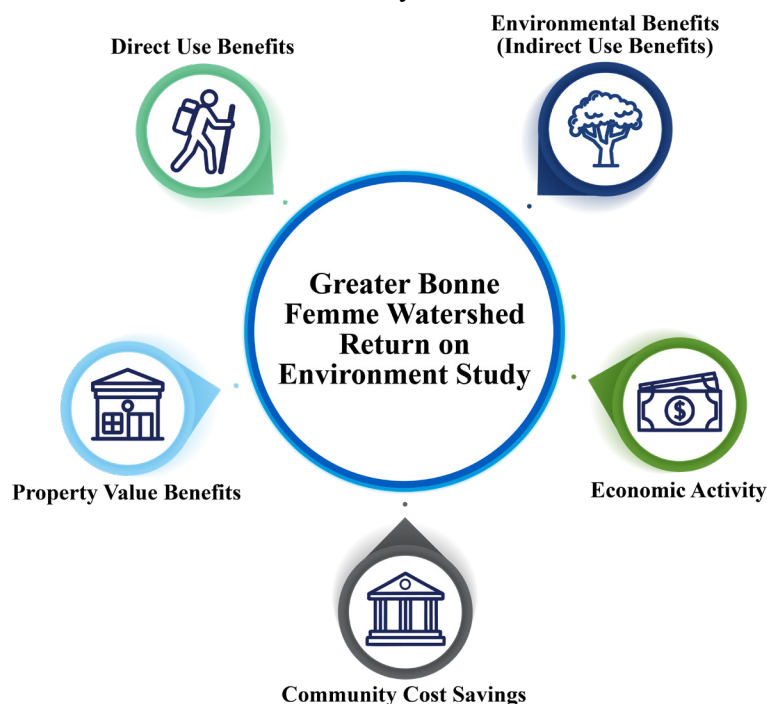 Environmental Benefits
(Indirect Use Benefits)
Direct Use Benefits
Greater Bonne
Femme Watershed
Return on
Environment Study
$
Property Value Benefits
Economic Activity
Community Cost Savings